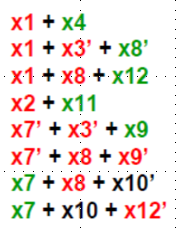 x1 + x4
x1 + x3’ + x8’
x1 + x8 + x12
x2 + x11
x7’ + x3’ + x9
x7’ + x8 + x9’
x7 + x8 + x10’
x7 + x10 + x12’